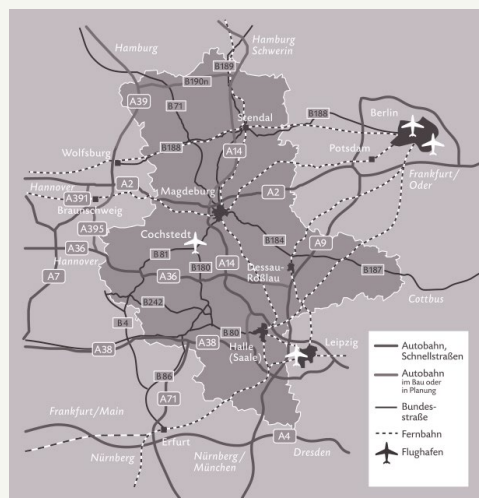 Hamburg
Hamburg
Schwerin
B189
B190n
A39
B71
Stendal
B188
Berlin
A14
B188
Wolfsburg
Potsdam
Hannover
A2
A391
Magdeburg
A2
Frankfurt/
Oder
Braunschweig
A395
Cochstedt
B184
A9
A36
Hannover
B81
A7
A36
B180
A14
Dessau-
Roßlau
B187
B242
Cottbus
B4
B80
A38
A38
Halle
(Saale)
Leipzig
B86
A71
Frankfurt/Main
Erfurt
A4
Nürnberg
Nürnberg/
München
Dresden
Autobahn,
Schnellstraßen
Autobahn
im Bau oder
in Planung
Bundes-
straße
Fernbahn
Flughafen